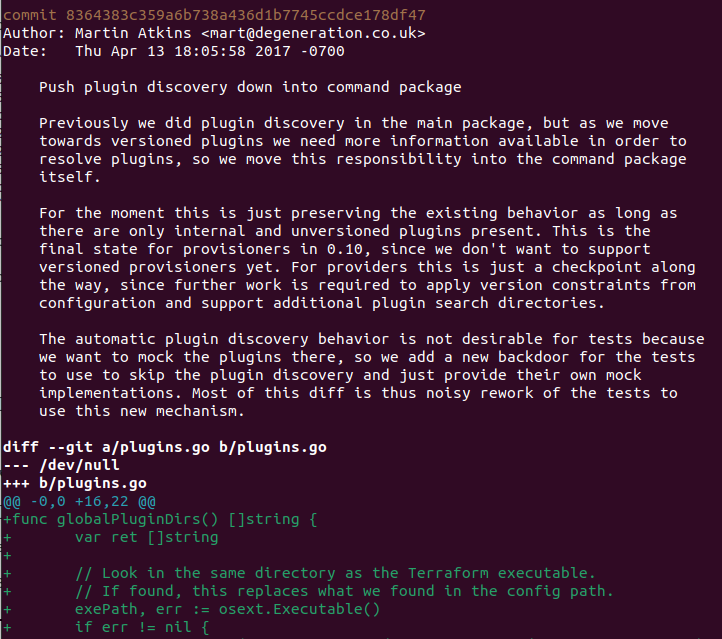 commit 8364383c359a6b738a436d1b7745ccdce178df47
Author: Martin Atkins <mart@degeneration.co.uk>
Date:   Thu Apr 13 18:05:58 2017 -0700

    Push plugin discovery down into command package

    Previously we did plugin discovery in the main package, but as we move
    towards versioned plugins we need more information available in order to
    resolve plugins, so we move this responsibility into the command package
    itself.

    For the moment this is just preserving the existing behavior as long as
    there are only internal and unversioned plugins present. This is the
    final state for provisioners in 0.10, since we don't want to support
    versioned provisioners yet. For providers this is just a checkpoint along
    the way, since further work is required to apply version constraints from
    configuration and support additional plugin search directories.

    The automatic plugin discovery behavior is not desirable for tests because
    we want to mock the plugins there, so we add a new backdoor for the tests
    to use to skip the plugin discovery and just provide their own mock
    implementations. Most of this diff is thus noisy rework of the tests to
    use this new mechanism.

diff --git a/plugins.go b/plugins.go
--- /dev/null
+++ b/plugins.go
@@ -0,0 +16,22 @@
+func globalPluginDirs() []string {
+       var ret []string
+
+       // Look in the same directory as the Terraform executable.
+       // If found, this replaces what we found in the config path.
+       exePath, err := osext.Executable()
+       if err != nil {